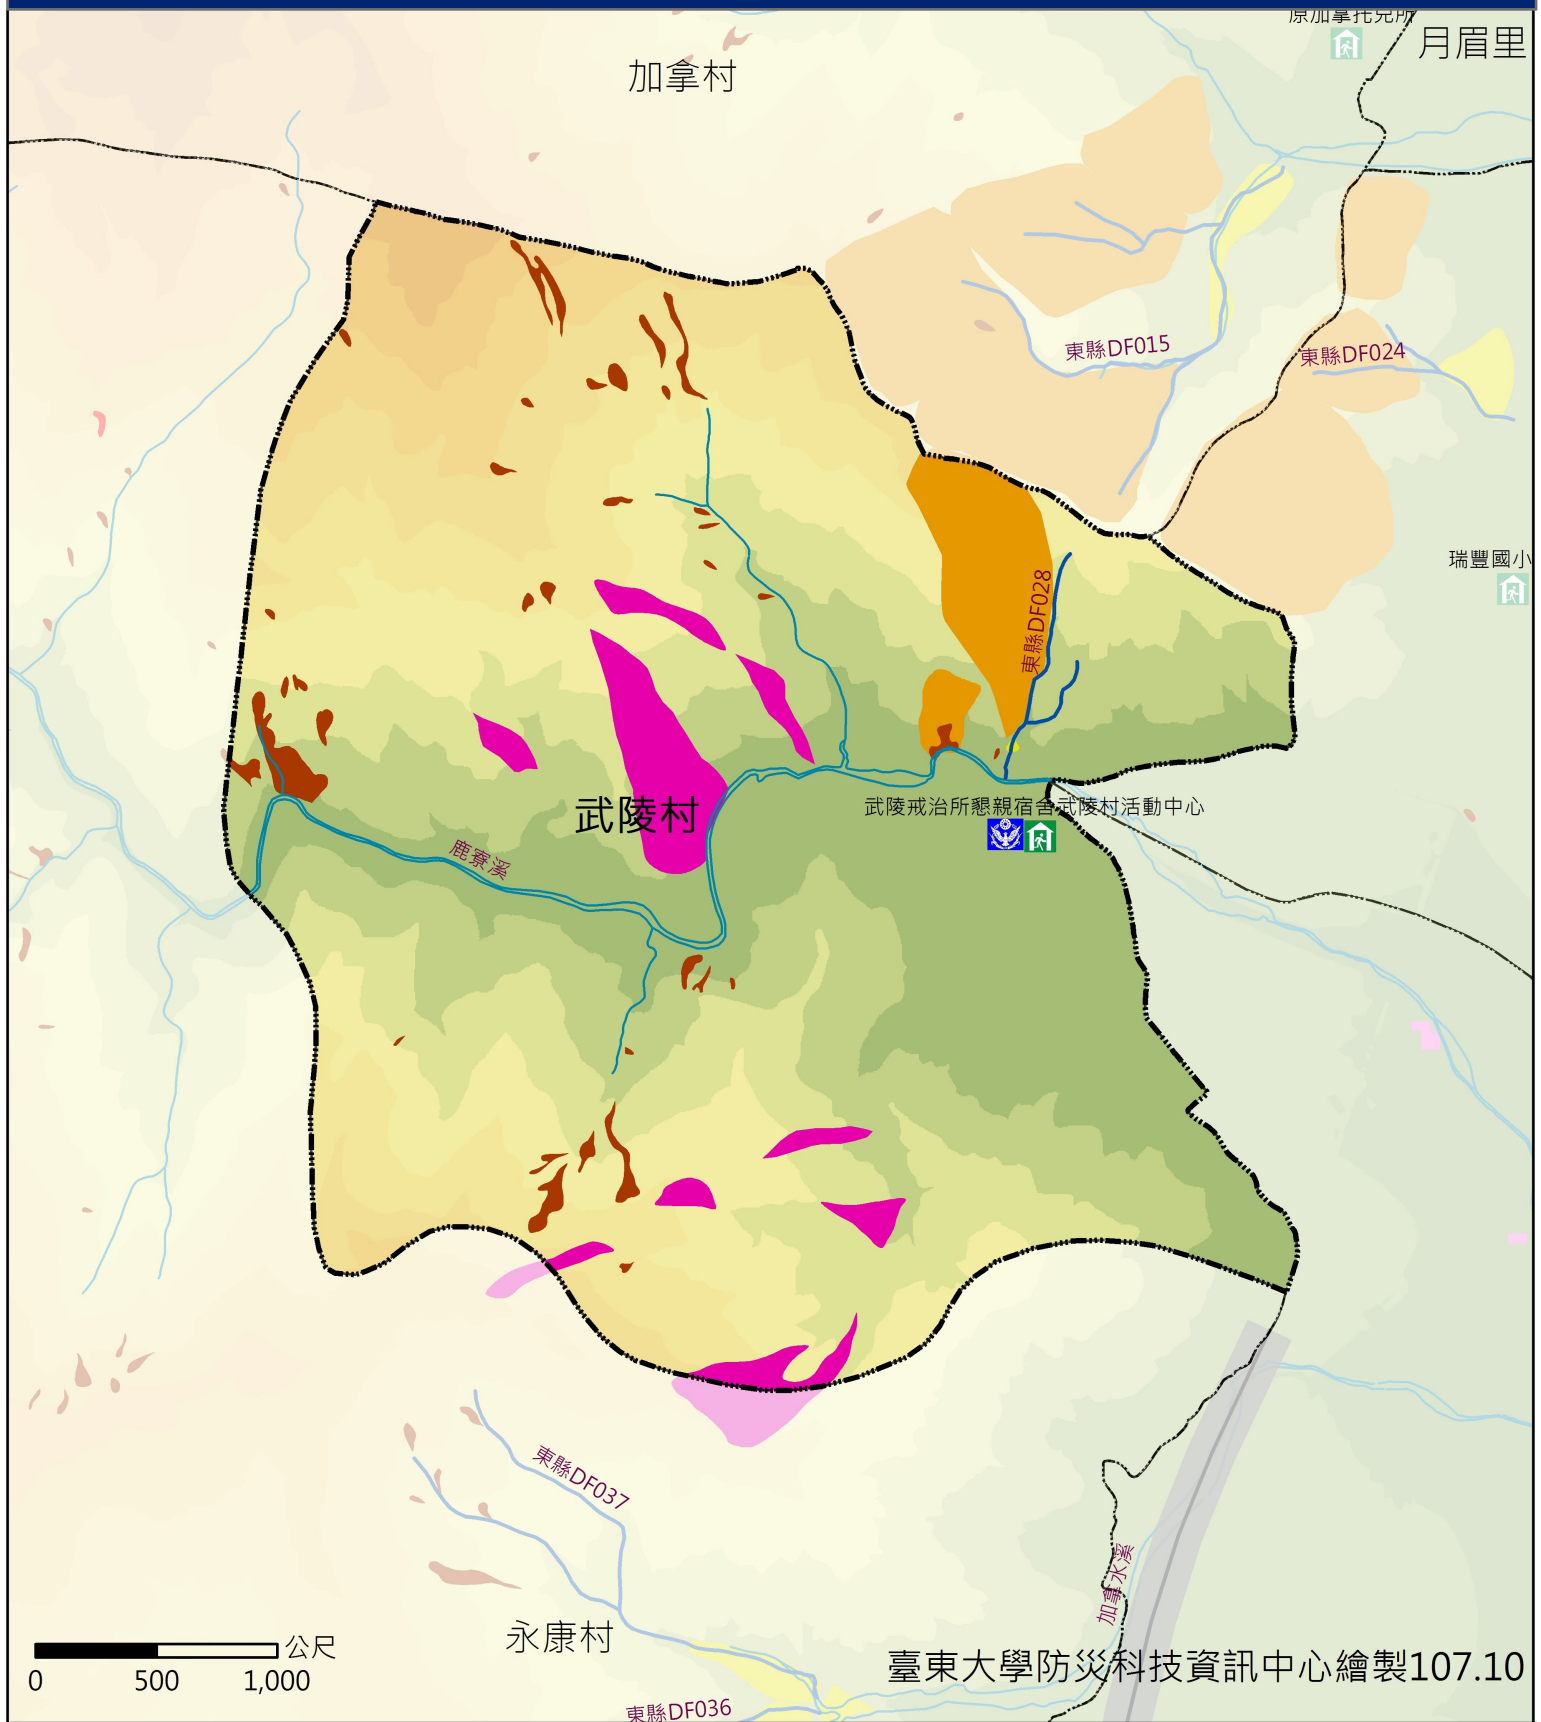 原加拿托兒所
月眉里
加拿村
東縣DF015
東縣DF024
瑞豐國小
東縣DF028
武陵村
武陵戒治所懇親宿舍
武陵村活動中心
鹿寮溪
東縣DF037
加拿水溪
永康村
公尺
0 500 1,000
臺東大學防災科技資訊中心繪製107.10
東縣DF036